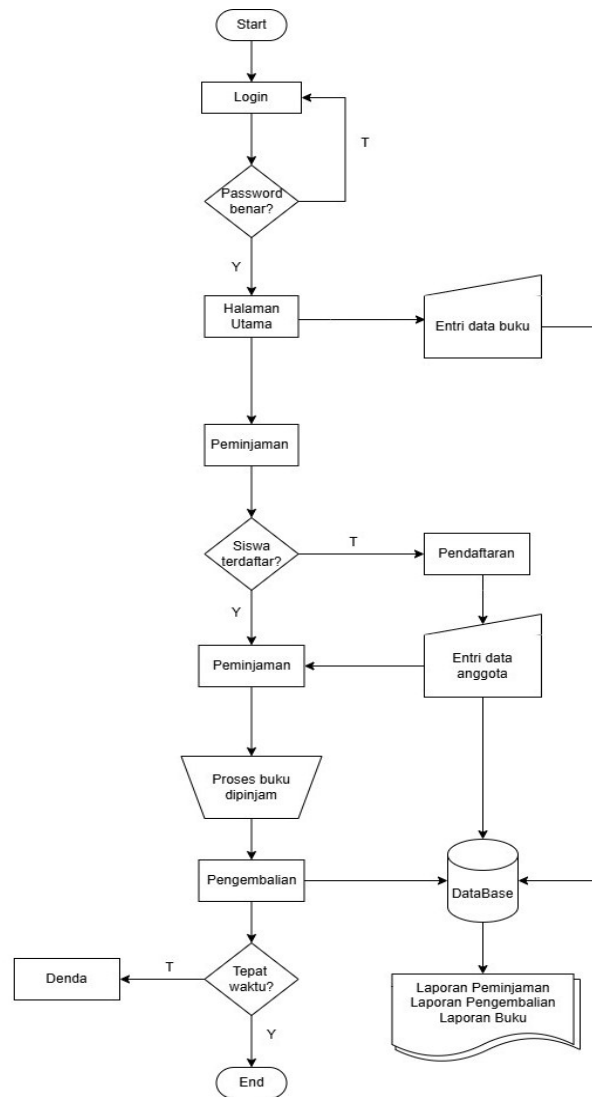 Start
Login
T
Password
benar?
Y
Halaman
Utama
Entri data buku
Peminjaman
Siswa
terdaftar?
T
Pendaftaran
Y
Peminjaman
Entri data
anggota
Proses buku
dipinjam
Pengembalian
DataBase
Denda
T
Tepat
waktu?
Laporan Peminjaman
Laporan Pengembalian
Laporan Buku
Y
End